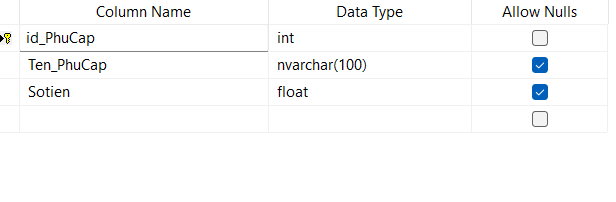 Column Name Data Type Allow Nulls
id_PhuCap int
Ten_PhuCap nvarchar(100)
Sotien float